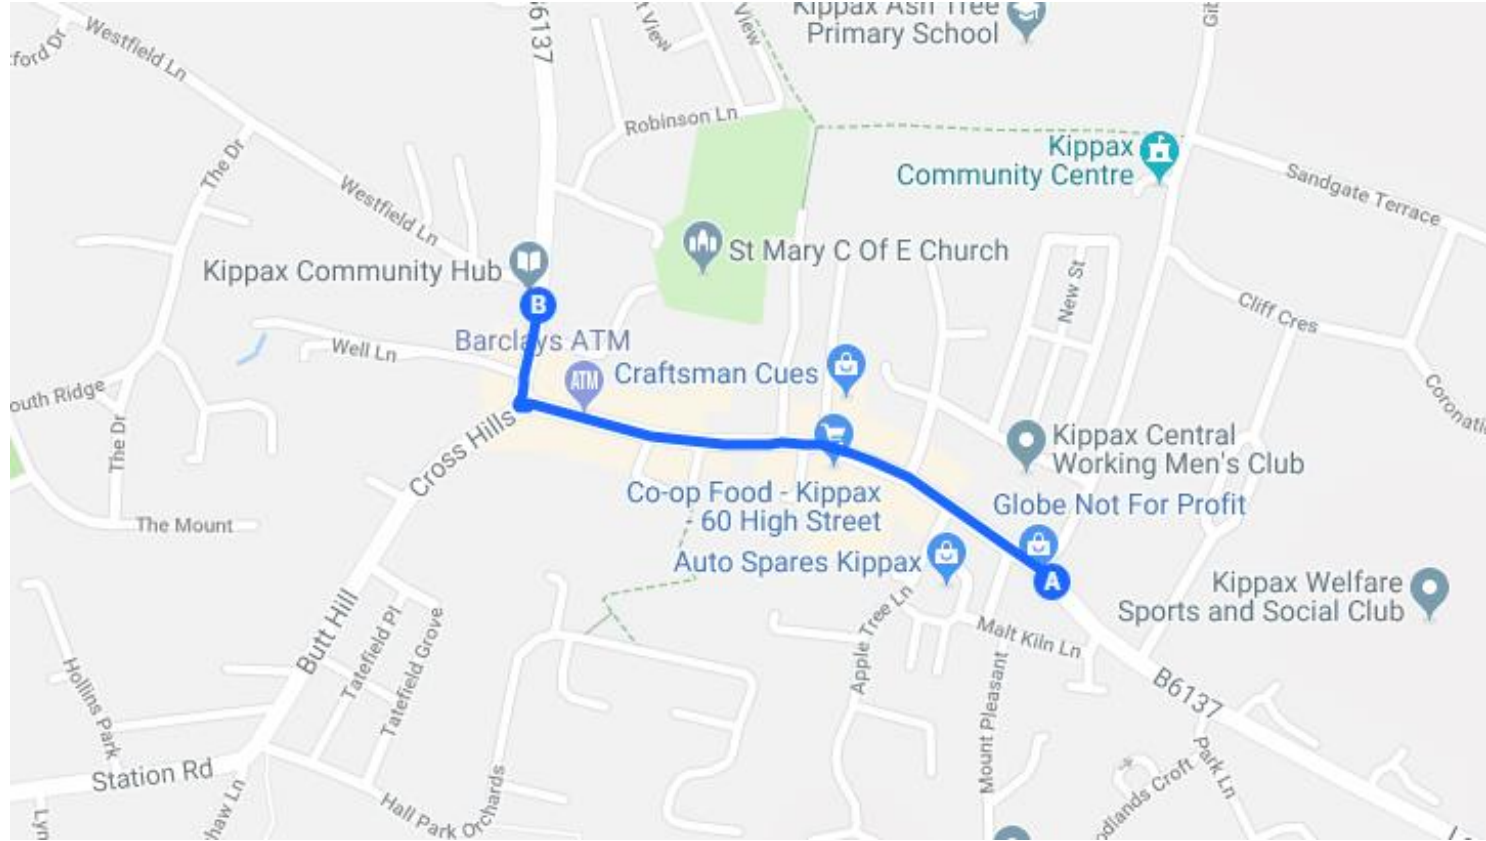 Kippax Ash Tree
Primary School
B6137
View
View
Westfield Ln
Robinson Ln
Kippax
Community Centre
Sandgate Terrace
The Dr
Westfield Ln
St Mary C Of E Church
Kippax Community Hub
New St
Cliff Cres
B
Barclays ATM
Well Ln
ATM
Craftsman Cues
The Dr
Cross Hills
Kippax Central
Working Men's Club
Co-op Food - Kippax
- 60 High Street
Globe Not For Profit
The Mount
Auto Spares Kippax
A
Kippax Welfare
Sports and Social Club
Apple Tree Ln
Malt Kiln Ln
Butt Hill
Tatefield Pl
Tatefield Grove
Hollins Park
Mount Pleasant
B6137
Park Ln
Station Rd
Hall Park Orchards